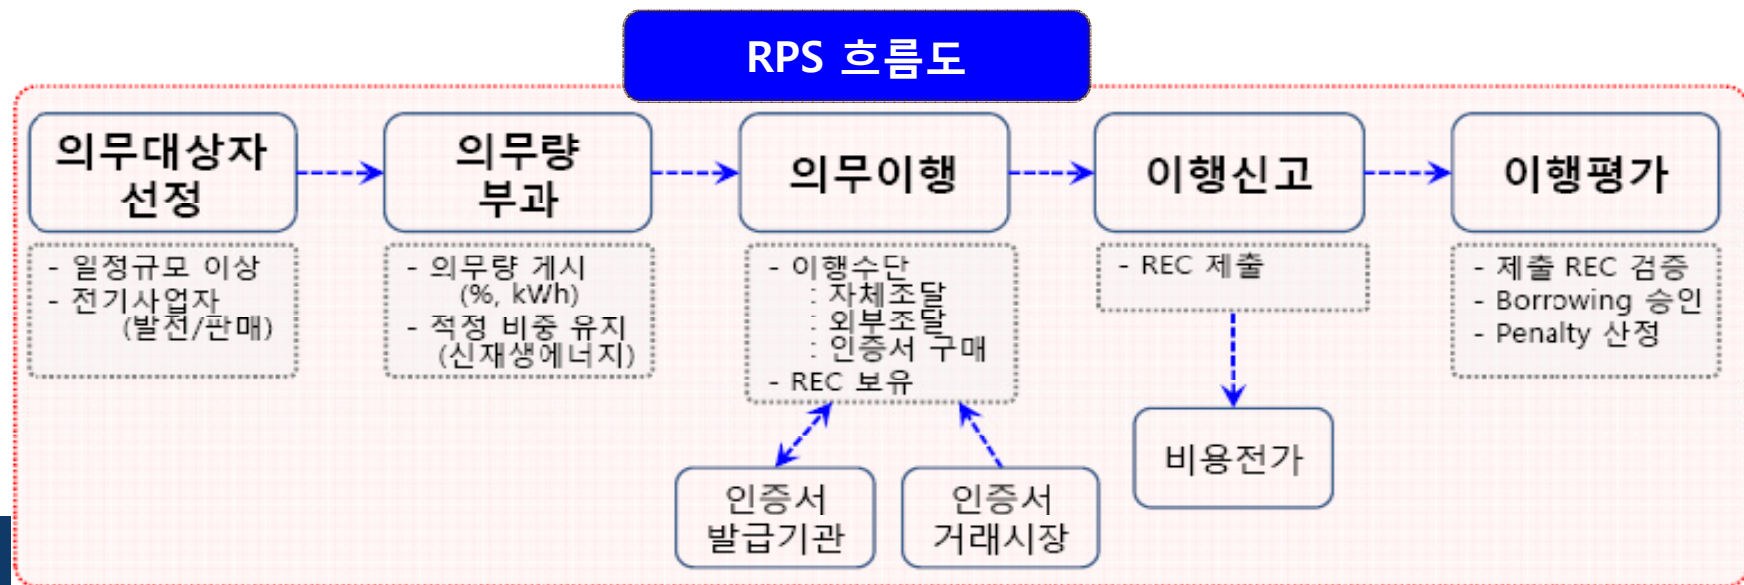 RPS 흐름도
의무대상자
선정
- 일정규모 이상
- 전기사업자
(발전/판매)
의무량
부과
- 의무량 게시
(%, kWh)
- 적정 비중 유지
(신재생에너지)
의무이행
- 이행수단
: 자체조달
: 외부조달
: 인증서 구매
- REC 보유
인증서
발급기관
인증서
거래시장
이행신고
- REC 제출
비용전가
이행평가
- 제출 REC 검증
- Borrowing 승인
- Penalty 산정